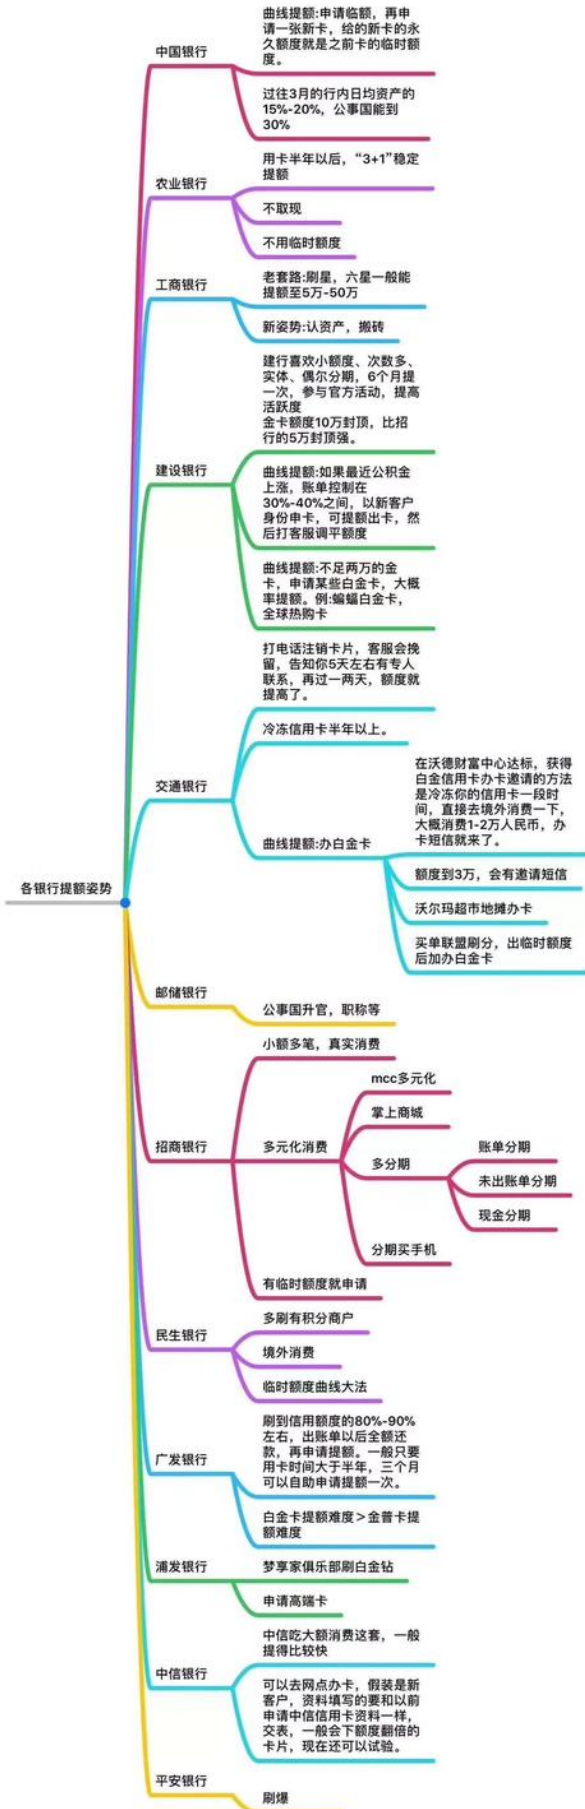 各银行提额姿势
中国银行
曲线提额:申请临额，再申
请一张新卡，给的新卡的永
久额度就是之前卡的临时额
度。
过往3月的行内日均资产的
15%-20%，公事国能到
30%
农业银行
用卡半年以后，“3+1”稳定
提额
不取现
不用临时额度
工商银行
老套路:刷星，六星一般能
提额至5万-50万
新姿势:认资产，搬砖
建设银行
建行喜欢小额度、次数多、
实体、偶尔分期，6个月提
一次，参与官方活动，提高
活跃度
金卡额度10万封顶，比招
行的5万封顶强。
曲线提额:如果最近公积金
上涨，账单控制在
30%-40%之间，以新客户
身份申卡，可提额出卡，然
后打客服调平额度
曲线提额:不足两万的金
卡，申请某些白金卡，大概
率提额。例:蝙蝠白金卡，
全球热购卡
交通银行
打电话注销卡片，客服会挽
留，告知你5天左右有专人
联系，再过一两天，额度就
提高了。
冷冻信用卡半年以上。
曲线提额:办白金卡
在沃德财富中心达标，获得
白金信用卡办卡邀请的方法
是冷冻你的信用卡一段时
间，直接去境外消费一下，
大概消费1-2万人民币，办
卡短信就来了。
额度到3万，会有邀请短信
沃尔玛超市地摊办卡
买单联盟刷分，出临时额度
后加办白金卡
邮储银行
公事国升官，职称等
招商银行
小额多笔，真实消费
多元化消费
mcc多元化
掌上商城
多分期
账单分期
未出账单分期
现金分期
分期买手机
有临时额度就申请
民生银行
多刷有积分商户
境外消费
临时额度曲线大法
广发银行
刷到信用额度的80%-90%
左右，出账单以后全额还
款，再申请提额。一般只要
用卡时间大于半年，三个月
可以自助申请提额一次。
白金卡提额难度＞金普卡提
额难度
浦发银行
梦享家俱乐部刷白金钻
申请高端卡
中信银行
中信吃大额消费这套，一般
提得比较快
可以去网点办卡，假装是新
客户，资料填写的要和以前
申请中信信用卡资料一样，
交表，一般会下额度翻倍的
卡片，现在还可以试验。
平安银行
刷爆